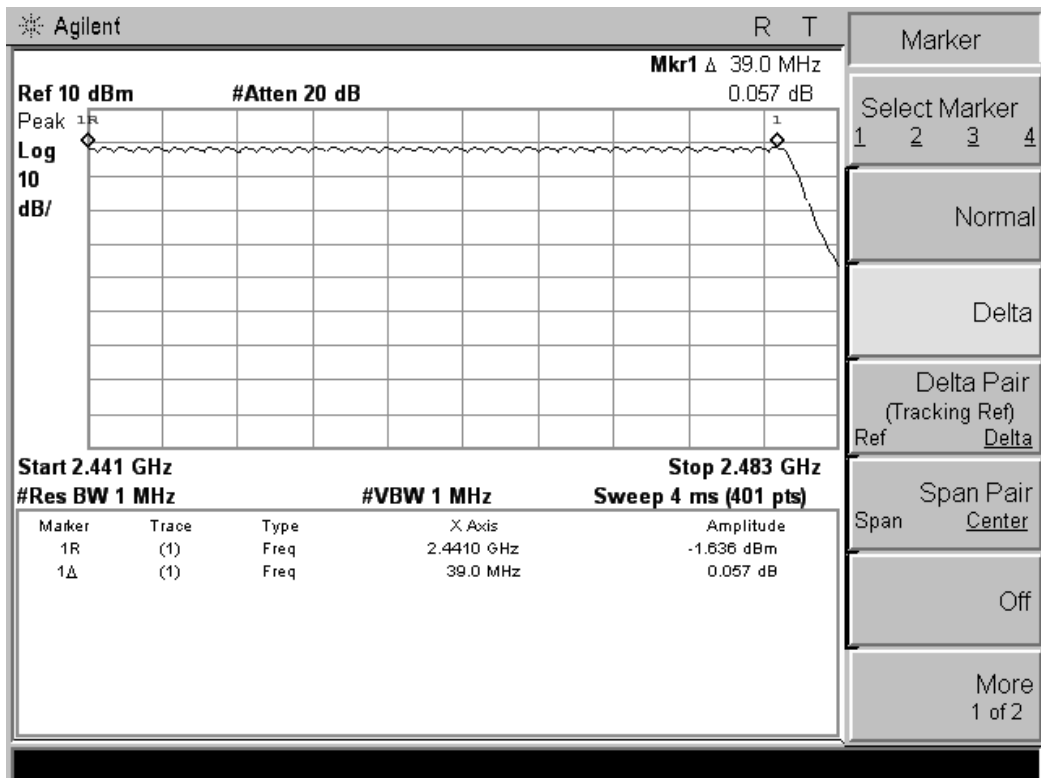 Agilent R T
Mkr1 Δ 39.0 MHz
Ref 10 dBm #Atten 20 dB 0.057 dB
Peak
Log
10
dB/
1R
1
Start 2.441 GHz Stop 2.483 GHz
#Res BW 1 MHz #VBW 1 MHz Sweep 4 ms (401 pts)
Marker Trace Type X Axis Amplitude
1R (1) Freq 2.4410 GHz -1.636 dBm
1Δ (1) Freq 39.0 MHz 0.057 dB
Marker
Select Marker
1 2 3 4
Normal
Delta
Delta Pair
(Tracking Ref)
Ref Delta
Span Pair
Span Center
Off
More
1 of 2